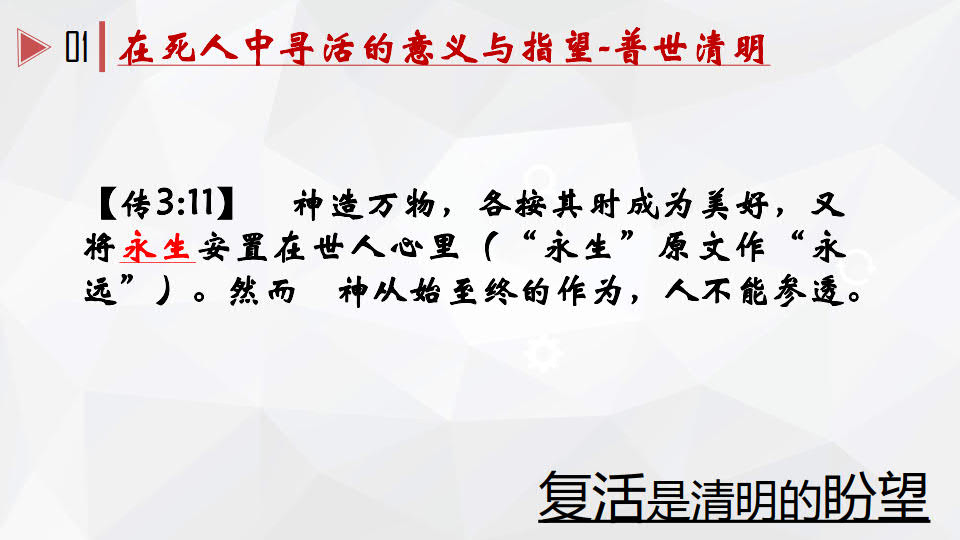 01 在死人中寻活的意义与指望-普世清明
【传3:11】　神造万物，各按其时成为美好，又
将永生安置在世人心里（“永生”原文作“永
远”）。然而　神从始至终的作为，人不能参透。
复活是清明的盼望